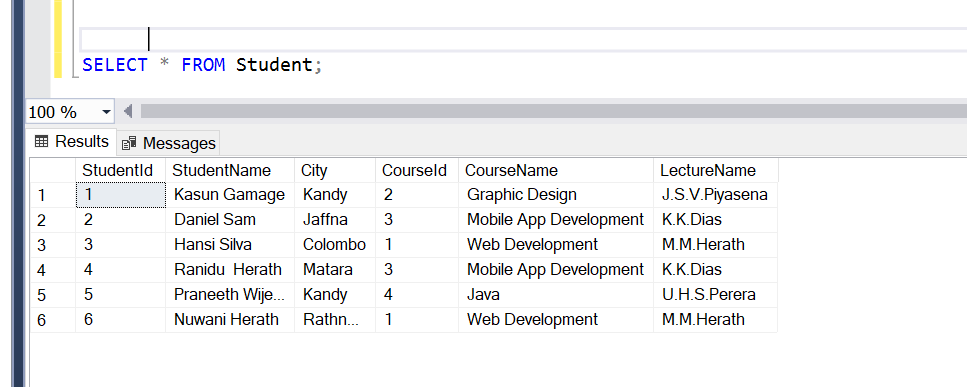 SELECT * FROM Student;
100 %
Results Messages
StudentId StudentName City CourseId CourseName LectureName
1 1 Kasun Gamage Kandy 2 Graphic Design J.S.V.Piyasena
2 2 Daniel Sam Jaffna 3 Mobile App Development K.K.Dias
3 3 Hansi Silva Colombo 1 Web Development M.M.Herath
4 4 Ranidu  Herath Matara 3 Mobile App Development K.K.Dias
5 5 Praneeth Wije... Kandy 4 Java U.H.S.Perera
6 6 Nuwani Herath Rathn... 1 Web Development M.M.Herath